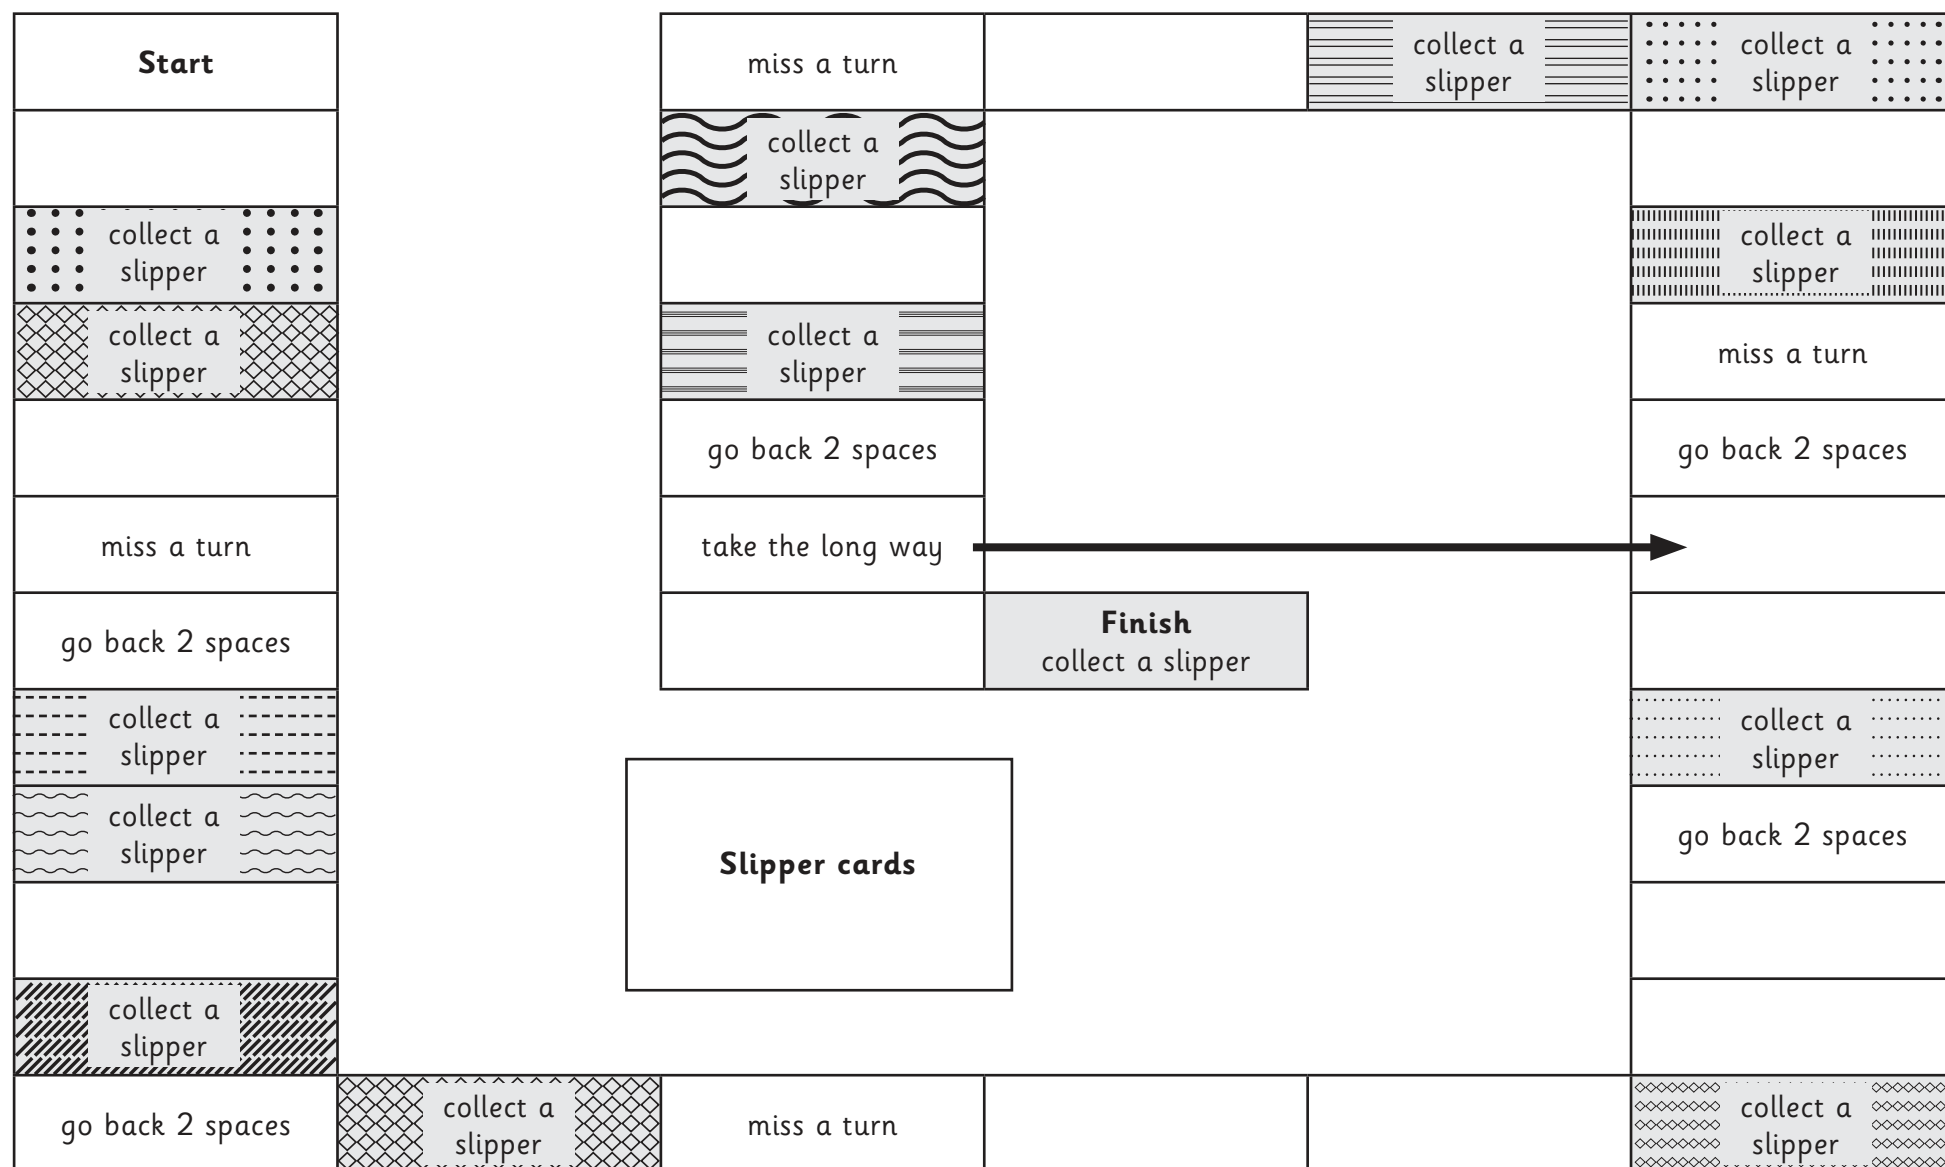 Start
miss a turn
collect a
slipper
collect a
slipper
collect a
slipper
collect a
slipper
collect a
slipper
collect a
slipper
collect a
slipper
collect a
slipper
miss a turn
go back 2 spaces
go back 2 spaces
miss a turn
take the long way
go back 2 spaces
Finish
collect a slipper
collect a
slipper
collect a
slipper
collect a
slipper
Slipper cards
go back 2 spaces
collect a
slipper
go back 2 spaces
collect a
slipper
miss a turn
collect a
slipper